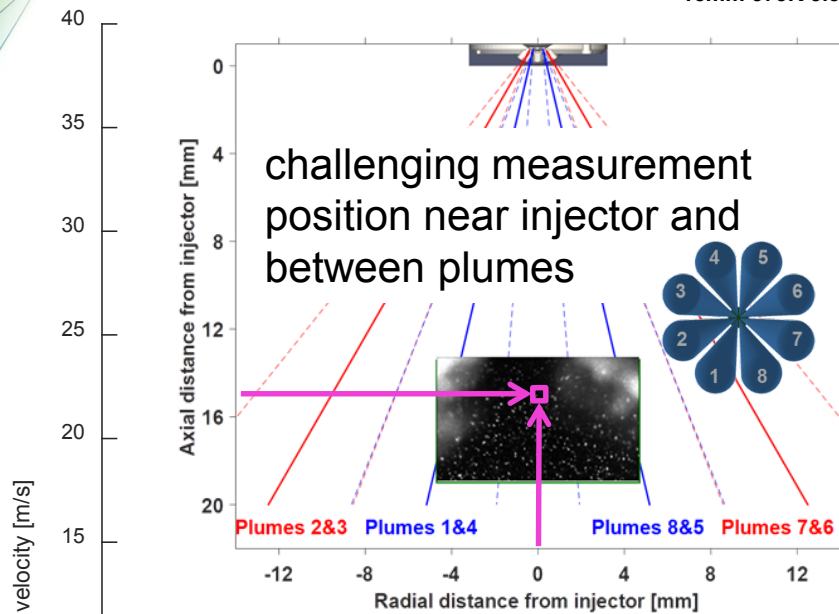 40
35
30
25
20
15
velocity [m/s]
0
4
8
12
16
20
Axial distance from injector [mm]
challenging measurement
position near injector and
between plumes
4 5
3 6
2 7
1 8
Plumes 2&3 Plumes 1&4 Plumes 8&5 Plumes 7&6
-12 -8 -4 0 4 8 12
Radial distance from injector [mm]